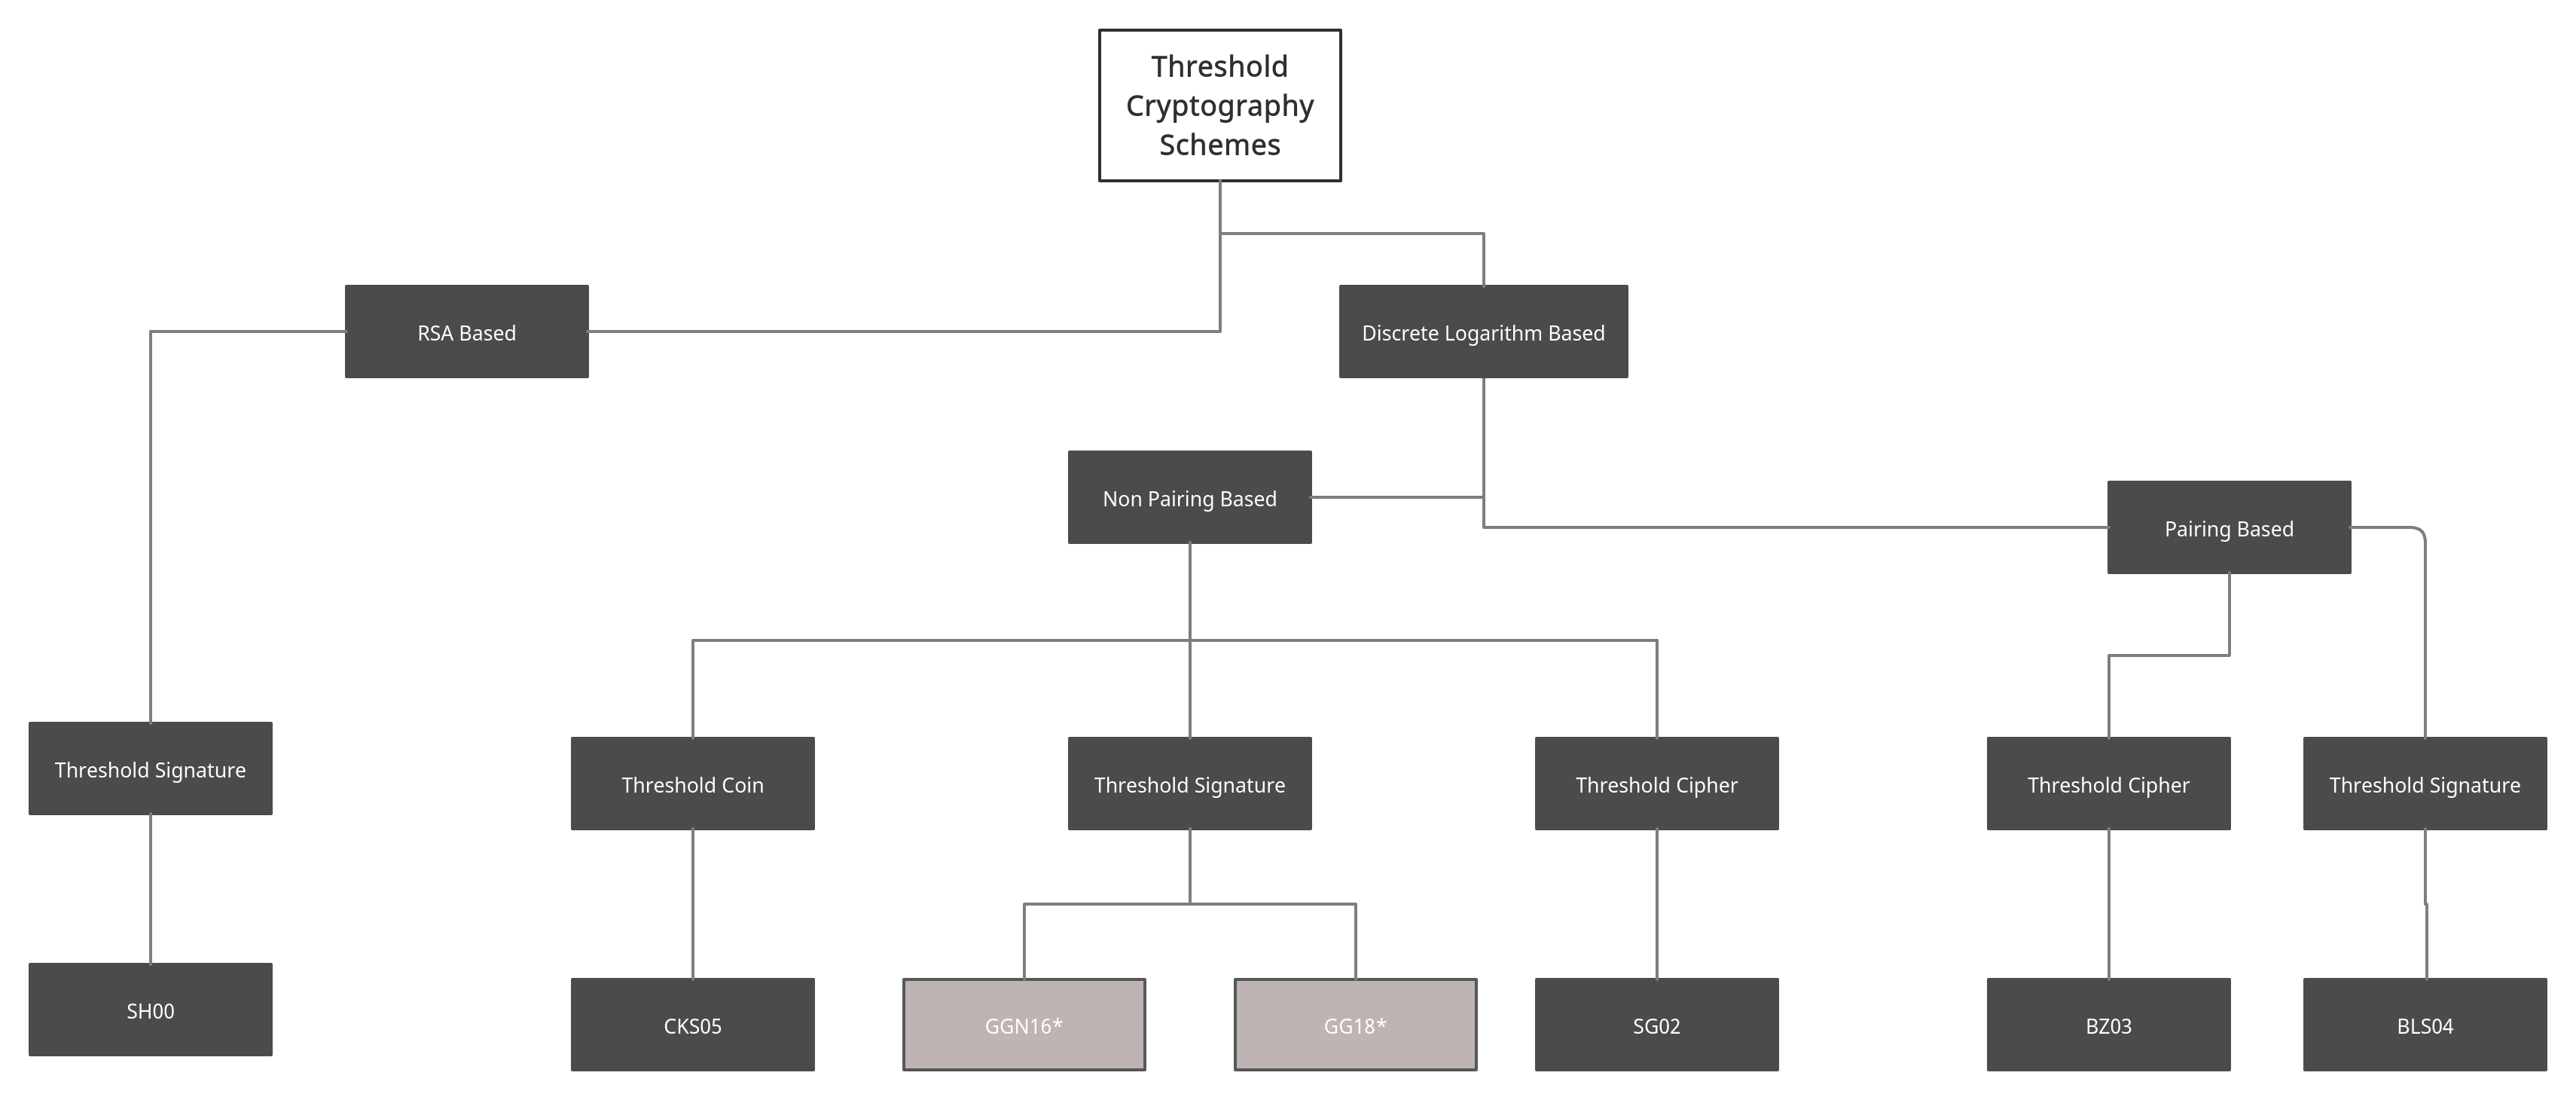 Threshold
Cryptography
Schemes
RSA Based
Discrete Logarithm Based
Non Pairing Based
Pairing Based
Threshold Signature
Threshold Coin
Threshold Signature
Threshold Cipher
Threshold Cipher
Threshold Signature
SH00
CKS05
GGN16*
GG18*
SG02
BZ03
BLS04